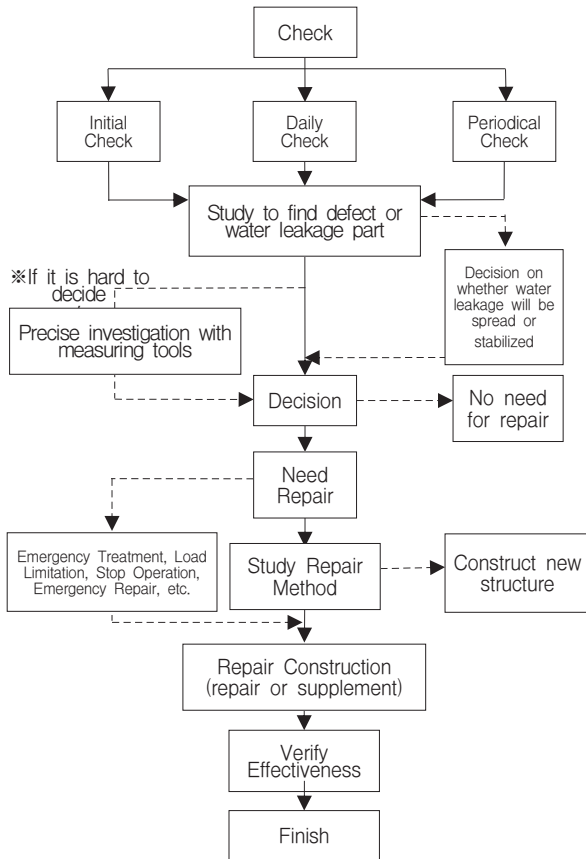 Check
Initial
Check
Daily
Check
Periodical
Check
Study to find defect or
water leakage part
※If it is hard to
decide
Precise investigation with
measuring tools
Decision on
whether water
leakage will be
spread or
stabilized
Decision
No need
for repair
Need
Repair
Emergency Treatment, Load
Limitation, Stop Operation,
Emergency Repair, etc.
Study Repair
Method
Construct new
structure
Repair Construction
(repair or supplement)
Verify
Effectiveness
Finish